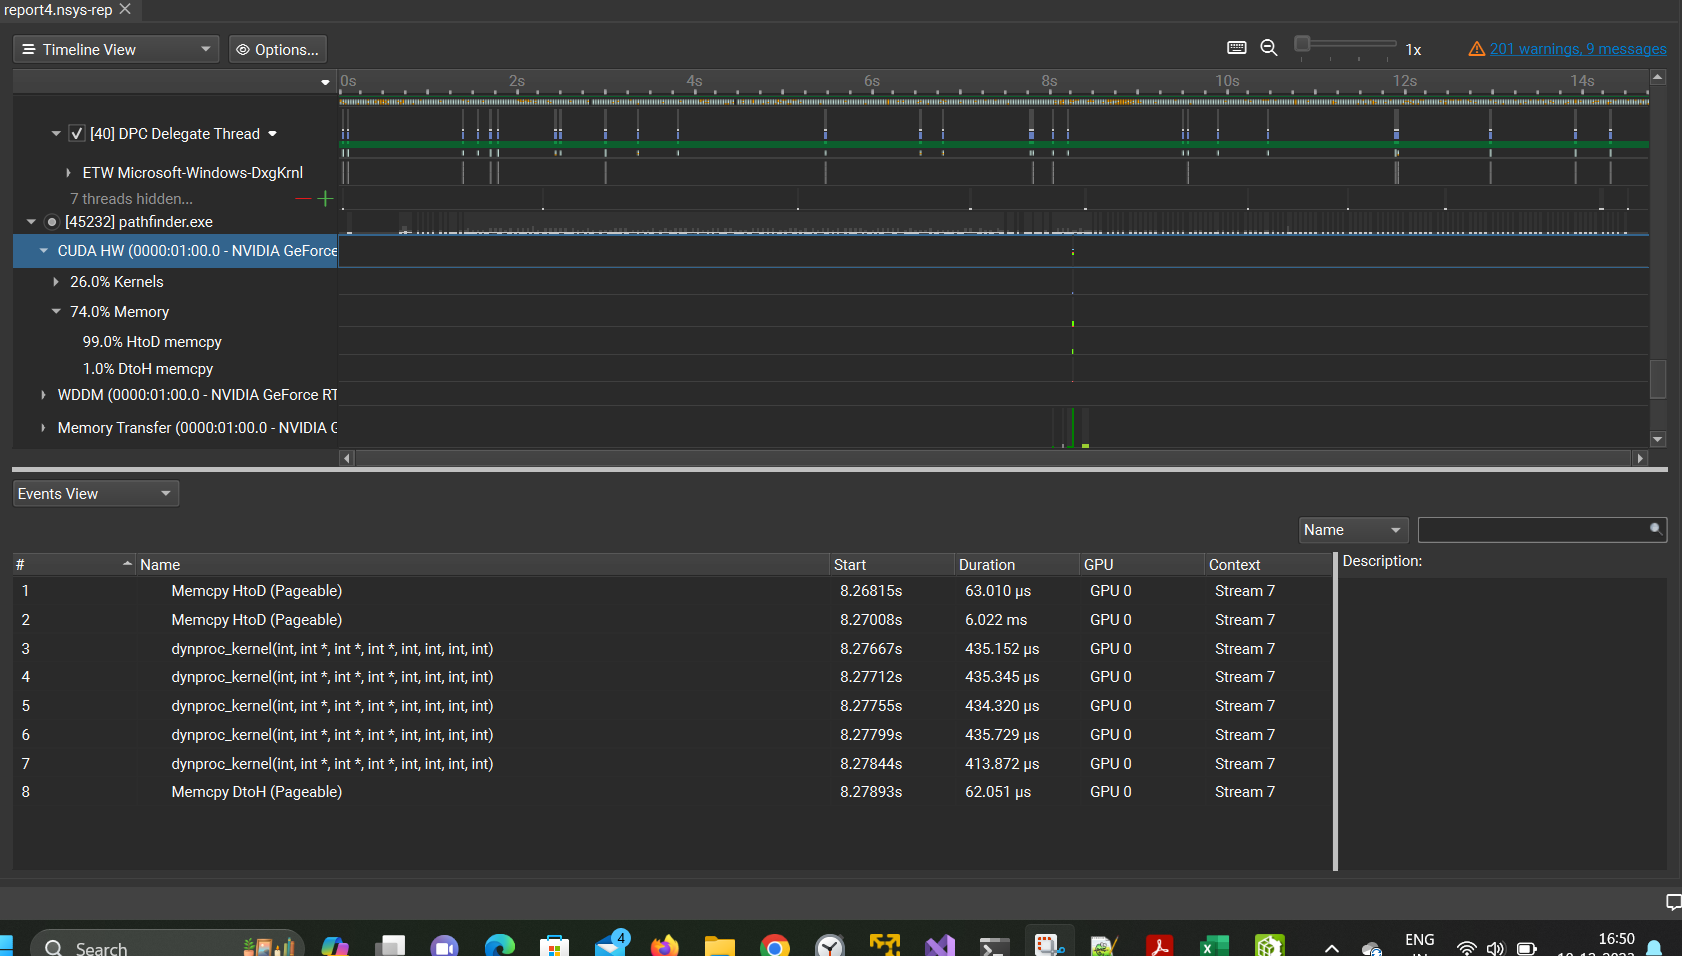 report4.nsys-rep
Timeline View
Options...
1x
201 warnings, 9 messages
0s 2s 4s 6s 8s 10s 12s 14s
[40] DPC Delegate Thread
ETW Microsoft-Windows-DxgKrnl
7 threads hidden...
[45232] pathfinder.exe
CUDA HW (0000:01:00.0 - NVIDIA GeForce
26.0% Kernels
74.0% Memory
99.0% HtoD memcpy
1.0% DtoH memcpy
WDDM (0000:01:00.0 - NVIDIA GeForce RT
Memory Transfer (0000:01:00.0 - NVIDIA G
Events View
Name
# Name Start Duration GPU Context
Description:
1 Memcpy HtoD (Pageable) 8.26815s 63.010 μs GPU 0 Stream 7
2 Memcpy HtoD (Pageable) 8.27008s 6.022 ms GPU 0 Stream 7
3 dynproc_kernel(int, int *, int *, int *, int, int, int, int) 8.27667s 435.152 μs GPU 0 Stream 7
4 dynproc_kernel(int, int *, int *, int *, int, int, int, int) 8.27712s 435.345 μs GPU 0 Stream 7
5 dynproc_kernel(int, int *, int *, int *, int, int, int, int) 8.27755s 434.320 μs GPU 0 Stream 7
6 dynproc_kernel(int, int *, int *, int *, int, int, int, int) 8.27799s 435.729 μs GPU 0 Stream 7
7 dynproc_kernel(int, int *, int *, int *, int, int, int, int) 8.27844s 413.872 μs GPU 0 Stream 7
8 Memcpy DtoH (Pageable) 8.27893s 62.051 μs GPU 0 Stream 7
Search
4
ENG
16:50